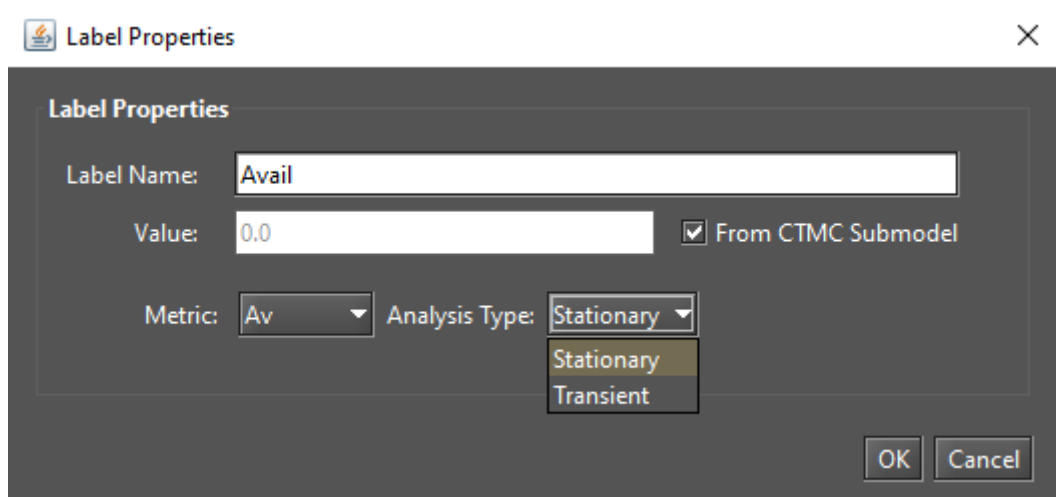 Label Properties
Label Properties
Label Name: Avail
Value: 0.0 From CTMC Submodel
Metric: Av Analysis Type: Stationary
Stationary
Transient
OK Cancel